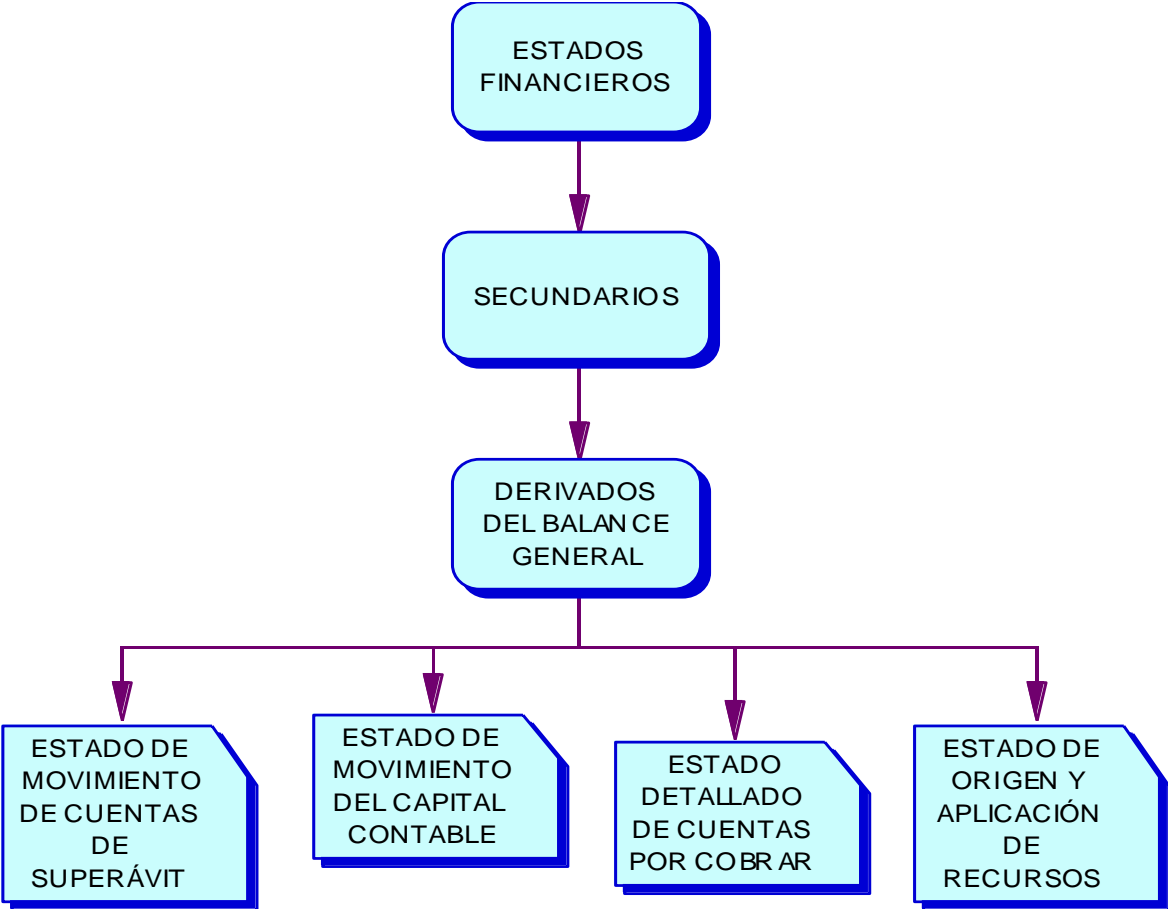 ESTADOS
FINANCIEROS
SECUNDARIOS
DERIVADOS
DEL BALANCE
GENERAL
ESTADO DE
MOVIMIENTO
DE CUENTAS
DE
SUPERÁVIT
ESTADO DE
MOVIMIENTO
DEL CAPITAL
CONTABLE
ESTADO
DETALLADO
DE CUENTAS
POR COBRAR
ESTADO DE
ORIGEN Y
APLICACIÓN
DE
RECURSOS